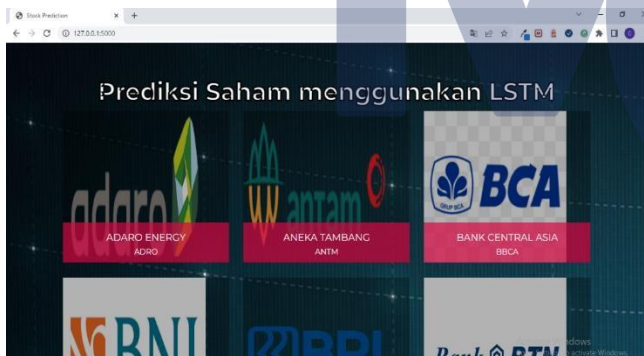 Stock Prediction
127.0.0.1:5000
Prediksi Saham menggunakan LSTM
adaro
antam
GRUP BCA
BCA
ADARO ENERGY
ADRO
ANEKA TAMBANG
ANTM
BANK CENTRAL ASIA
BBCA
BNI
BRI
Bank BTN